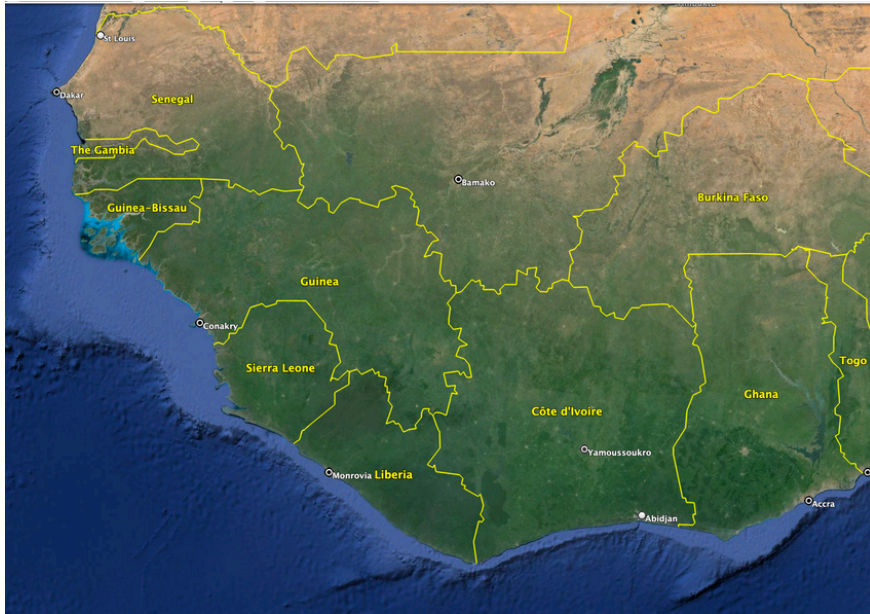 St Louis
Dakar
Senegal
The Gambia
Bamako
Guinea-Bissau
Burkina Faso
Guinea
Conakry
Sierra Leone
Togo
Ghana
Côte d'Ivoire
Yamoussoukro
Monrovia
Liberia
Accra
Abidjan